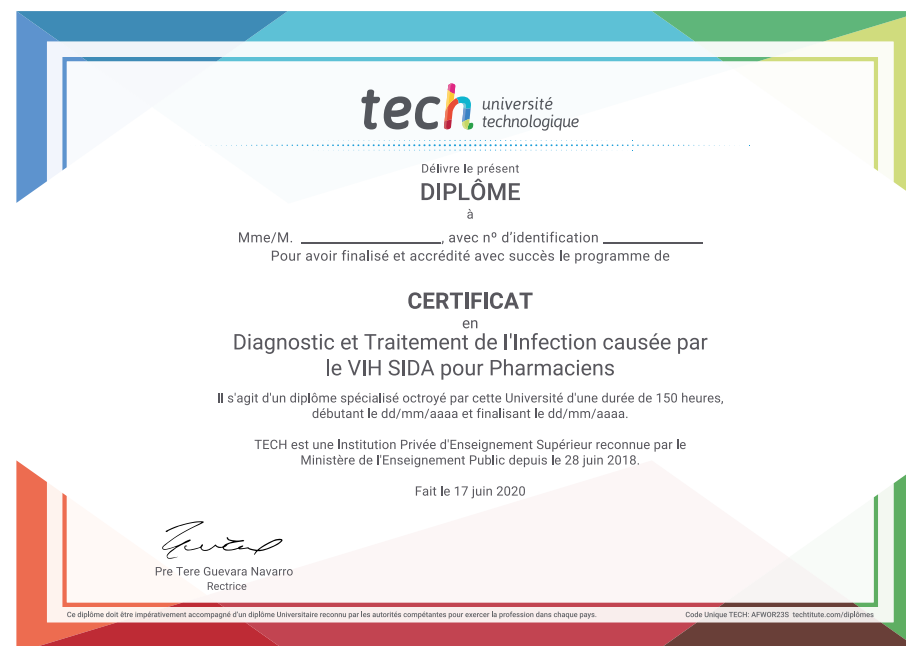 tech université
technologique
Délivre le présent
DIPLÔME
à
Mme/M. ____________________, avec nº d'identification ______________
Pour avoir finalisé et accrédité avec succès le programme de
CERTIFICAT
en
Diagnostic et Traitement de l'Infection causée par
le VIH SIDA pour Pharmaciens
Il s'agit d'un diplôme spécialisé octroyé par cette Université d'une durée de 150 heures,
débutant le dd/mm/aaaa et finalisant le dd/mm/aaaa.
TECH est une Institution Privée d'Enseignement Supérieur reconnue par le
Ministère de l'Enseignement Public depuis le 28 juin 2018.
Fait le 17 juin 2020
Pre Tere Guevara Navarro
Rectrice
Ce diplôme doit être impérativement accompagné d'un diplôme Universitaire reconnu par les autorités compétantes pour exercer la profession dans chaque pays. Code Unique TECH: AFWOR23S techtitute.com/diplômes